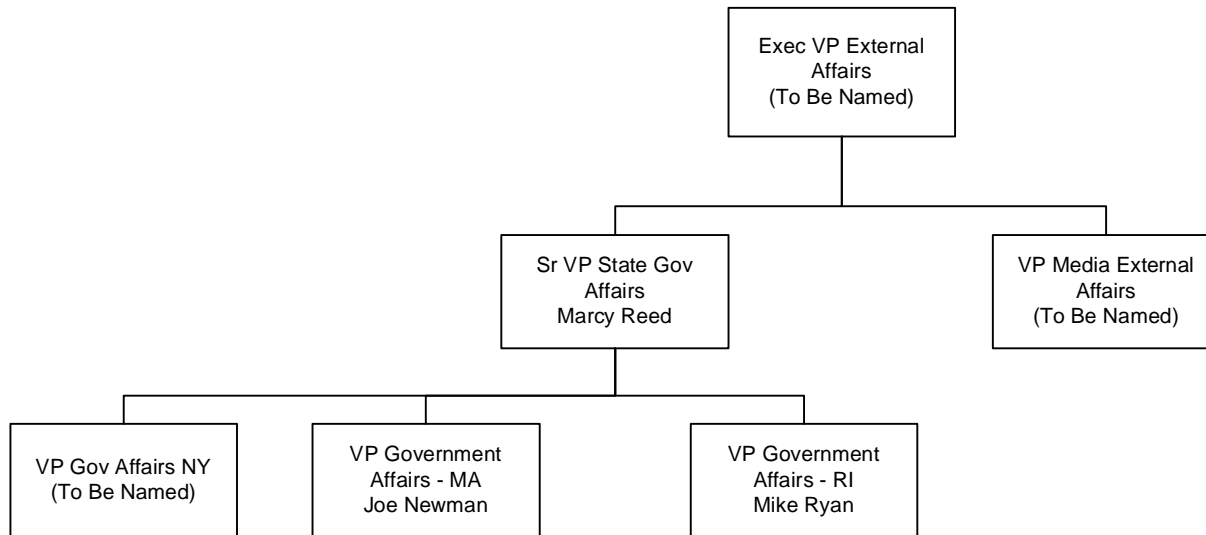 Exec VP External
Affairs
(To Be Named)
Sr VP State Gov
Affairs
Marcy Reed
VP Media External
Affairs
(To Be Named)
VP Gov Affairs NY
(To Be Named)
VP Government
Affairs - MA
Joe Newman
VP Government
Affairs - RI
Mike Ryan